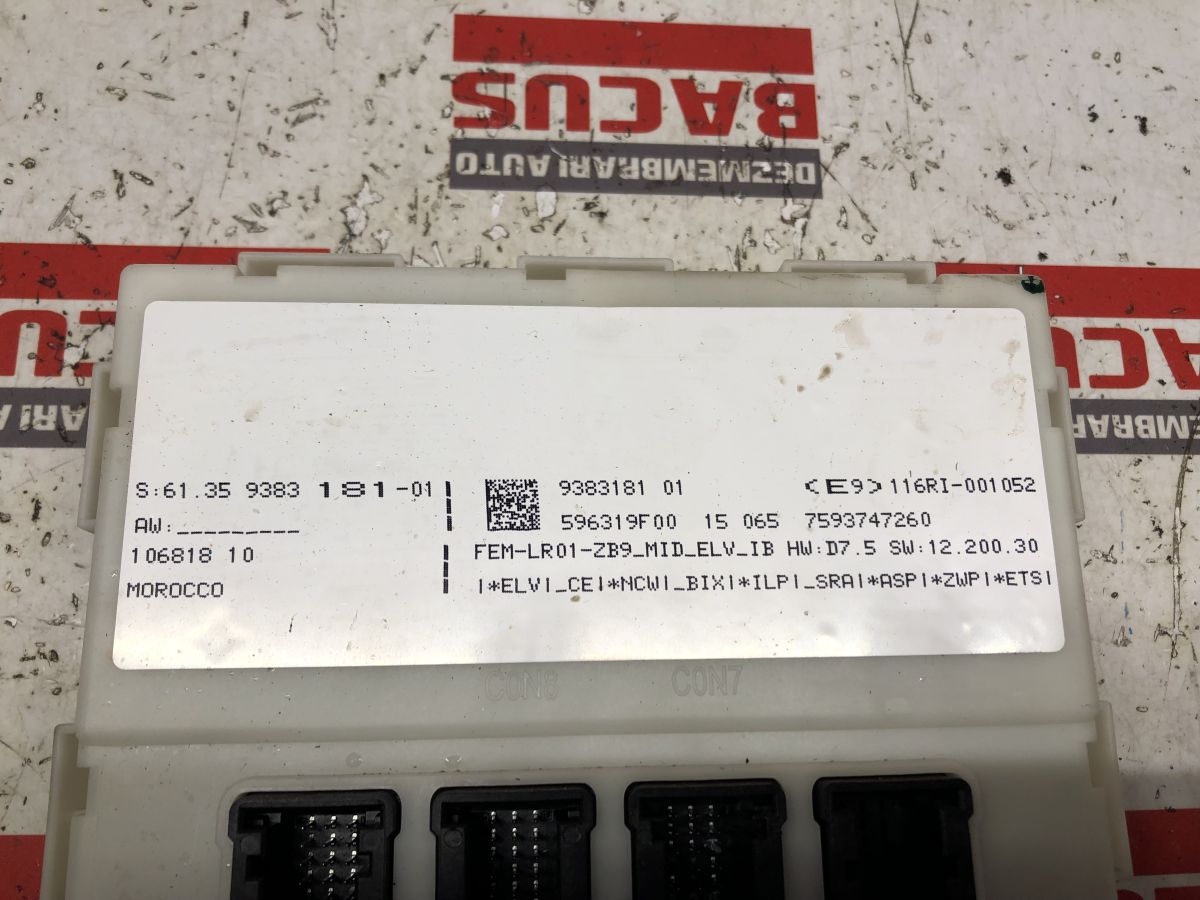 BACUS
DEZMEMBRARI AUTO
S:61.35 9383 181-01
AW:_________
106818 10
MOROCCO
9383181 01 <E9>116RI-001052
596319F00 15 065 7593747260
FEM-LR01-ZB9_MID_ELV_IB HW:D7.5 SW:12.200.30
|*ELV|_CE|*NCW|_BIX|*ILP|_SRA|*ASP|*ZWP|*ETS|
CON8 CON7